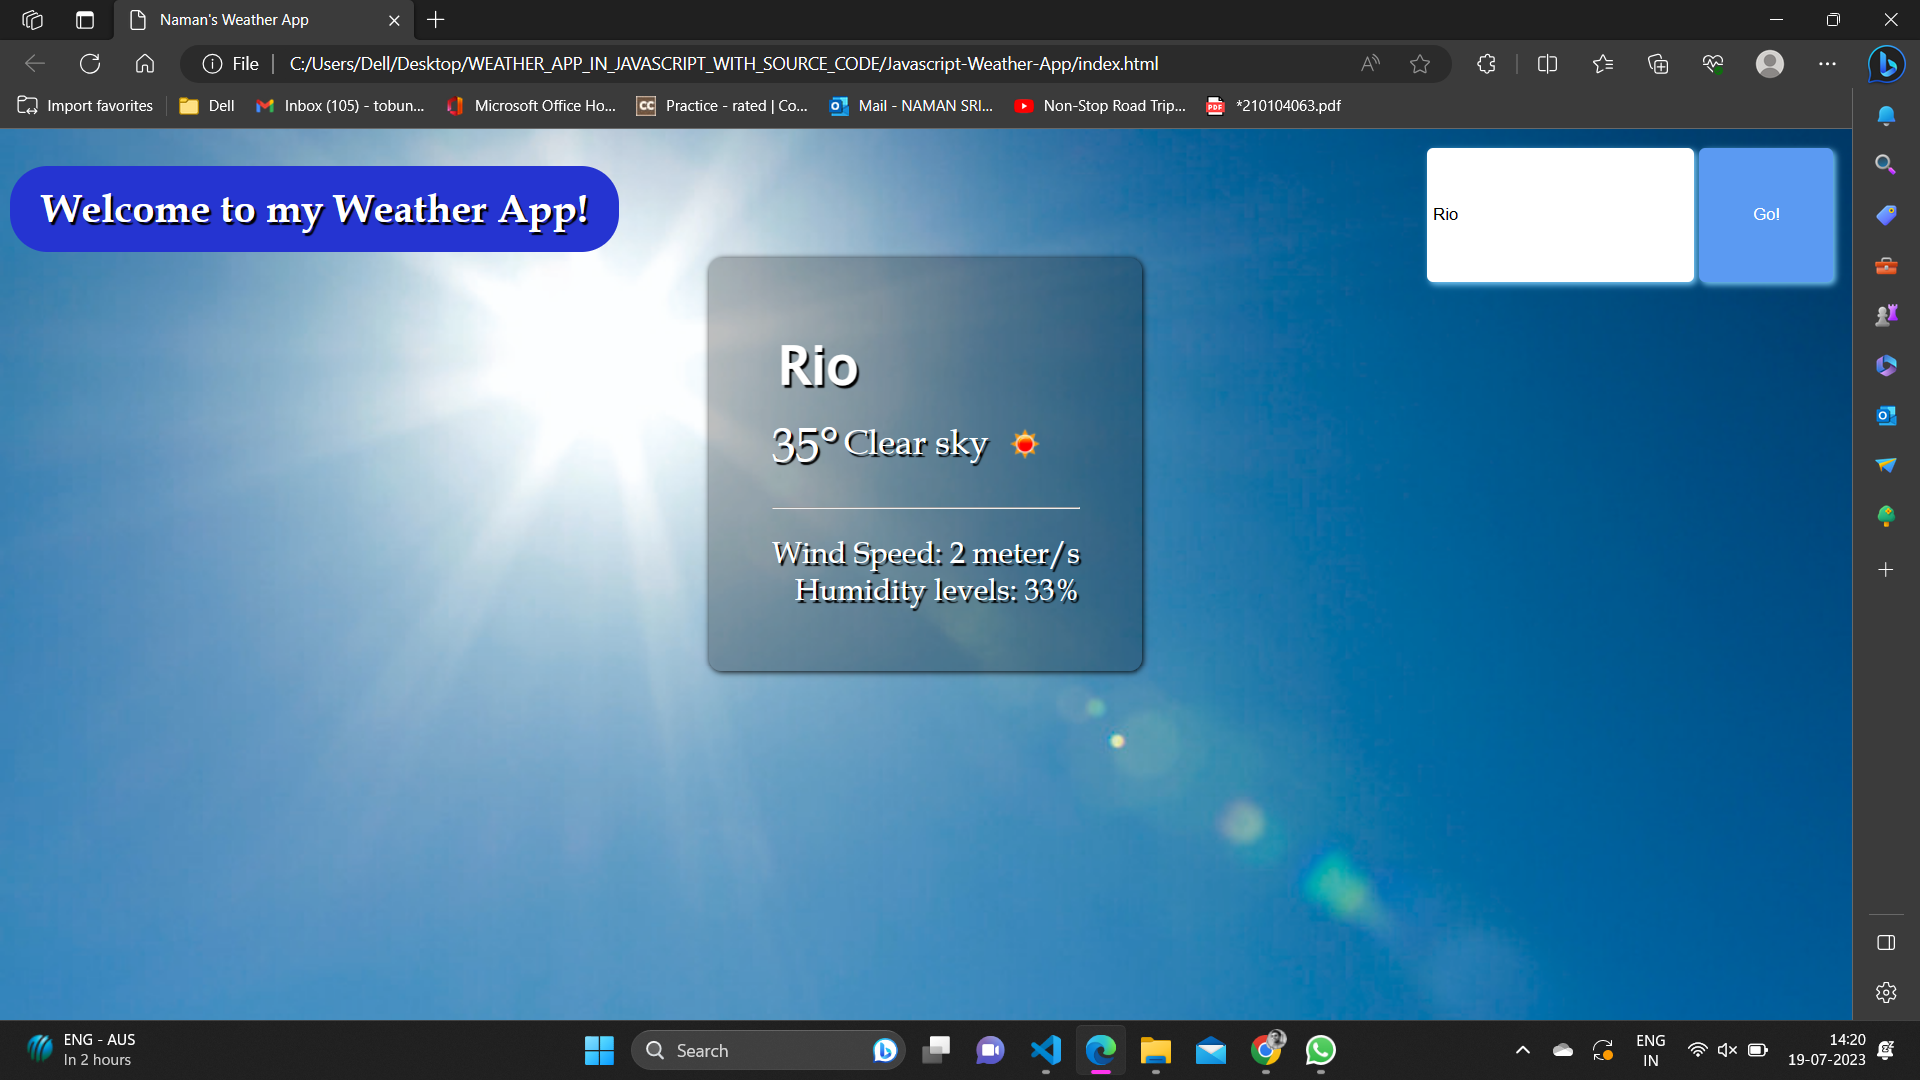 Naman's Weather App
File
C:/Users/Dell/Desktop/WEATHER_APP_IN_JAVASCRIPT_WITH_SOURCE_CODE/Javascript-Weather-App/index.html
Import favorites
Dell
Inbox (105) - tobun...
Microsoft Office Ho...
CC
Practice - rated | Co...
Mail - NAMAN SRI...
Non-Stop Road Trip...
PDF
*210104063.pdf
Welcome to my Weather App!
Rio
Go!
Rio
35° Clear sky
Wind Speed: 2 meter/s
Humidity levels: 33%
ENG - AUS
In 2 hours
Search
ENG
IN
14:20
19-07-2023